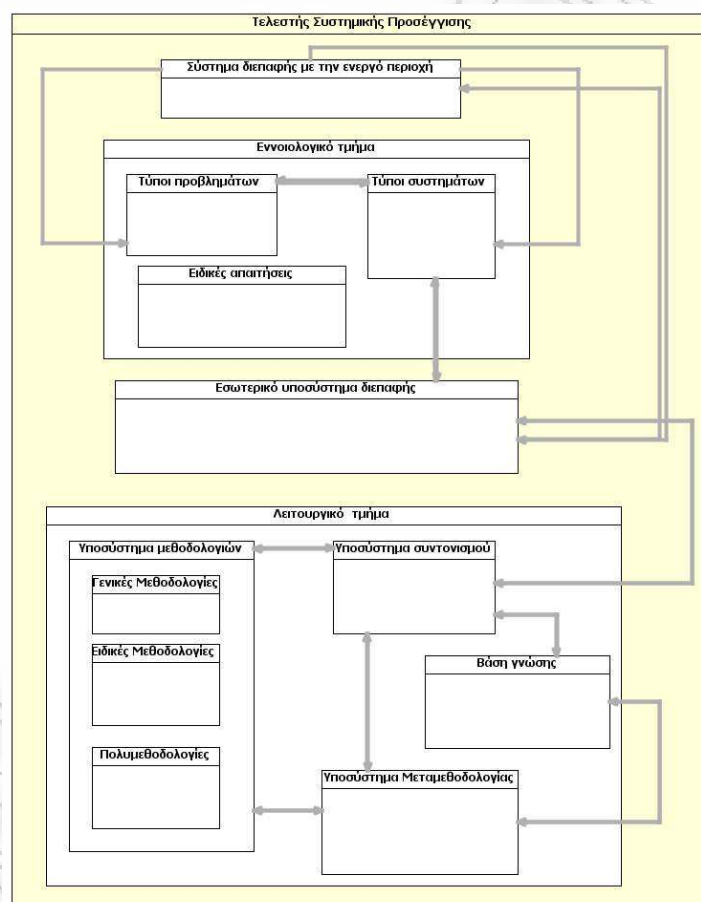 Τελεστής Συστημικής Προσέγγισης
Σύστημα διεπαφής με την ενεργό περιοχή
Εννοιολογικό τμήμα
Τύποι προβλημάτων
Τύποι συστημάτων
Ειδικές απαιτήσεις
Εσωτερικό υποσύστημα διεπαφής
Λειτουργικό τμήμα
Υποσύστημα μεθοδολογιών
Υποσύστημα συντονισμού
Γενικές Μεθοδολογίες
Ειδικές Μεθοδολογίες
Βάση γνώσης
Πολυμεθοδολογίες
Υποσύστημα Μεταμεθοδολογίας